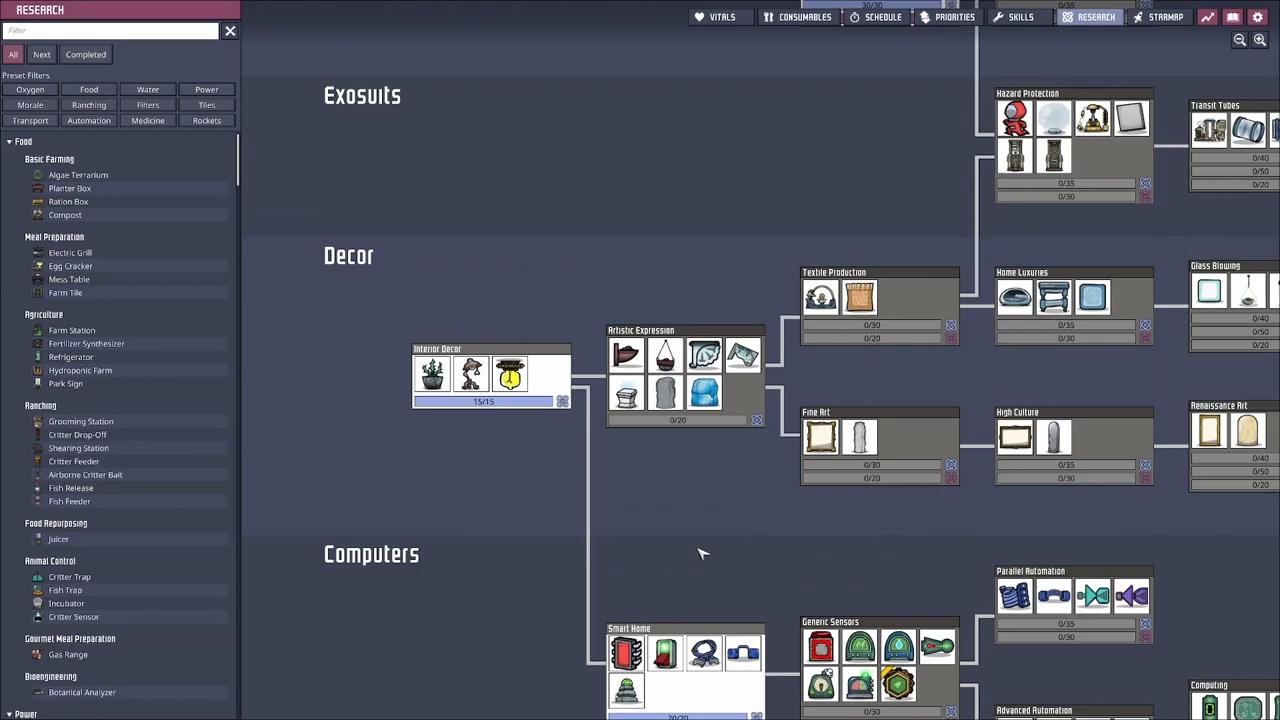 RESEARCH
VITALS
CONSUMABLES
SCHEDULE
PRIORITIES
SKILLS
RESEARCH
STARMAP
Filter
All
Next
Completed
Preset Filters
Oxygen
Food
Water
Power
Morale
Ranching
Filters
Tiles
Transport
Automation
Medicine
Rockets
Food
Basic Farming
Algae Terrarium
Planter Box
Ration Box
Compost
Meal Preparation
Electric Grill
Egg Cracker
Mess Table
Farm Tile
Agriculture
Farm Station
Fertilizer Synthesizer
Refrigerator
Hydroponic Farm
Park Sign
Ranching
Grooming Station
Critter Drop-Off
Shearing Station
Critter Feeder
Airborne Critter Bait
Fish Release
Fish Feeder
Food Repurposing
Juicer
Animal Control
Critter Trap
Fish Trap
Incubator
Critter Sensor
Gourmet Meal Preparation
Gas Range
Bioengineering
Botanical Analyzer
Power
30/30
Exosuits
Hazard Protection
0/35
0/30
Transit Tubes
0/40
0/50
0/20
Decor
Interior Decor
15/15
Artistic Expression
0/20
Textile Production
0/30
0/20
Home Luxuries
0/35
0/30
Glass Blowing
0/40
0/50
0/20
Fine Art
0/30
0/20
High Culture
0/35
0/30
Renaissance Art
0/40
0/50
0/20
Computers
Smart Home
20/20
Generic Sensors
0/30
Parallel Automation
0/35
0/30
Computing
Advanced Automation